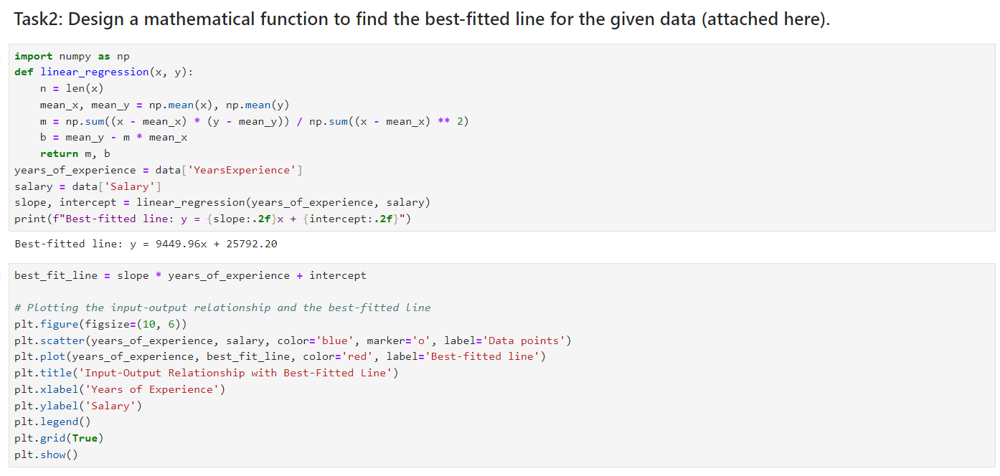 Task2: Design a mathematical function to find the best-fitted line for the given data (attached here).
import numpy as np
def linear_regression(x, y):
    n = len(x)
    mean_x, mean_y = np.mean(x), np.mean(y)
    m = np.sum((x - mean_x) * (y - mean_y)) / np.sum((x - mean_x) ** 2)
    b = mean_y - m * mean_x
    return m, b
years_of_experience = data['YearsExperience']
salary = data['Salary']
slope, intercept = linear_regression(years_of_experience, salary)
print(f"Best-fitted line: y = {slope:.2f}x + {intercept:.2f}")
Best-fitted line: y = 9449.96x + 25792.20
best_fit_line = slope * years_of_experience + intercept
# Plotting the input-output relationship and the best-fitted line
plt.figure(figsize=(10, 6))
plt.scatter(years_of_experience, salary, color='blue', marker='o', label='Data points')
plt.plot(years_of_experience, best_fit_line, color='red', label='Best-fitted line')
plt.title('Input-Output Relationship with Best-Fitted Line')
plt.xlabel('Years of Experience')
plt.ylabel('Salary')
plt.legend()
plt.grid(True)
plt.show()